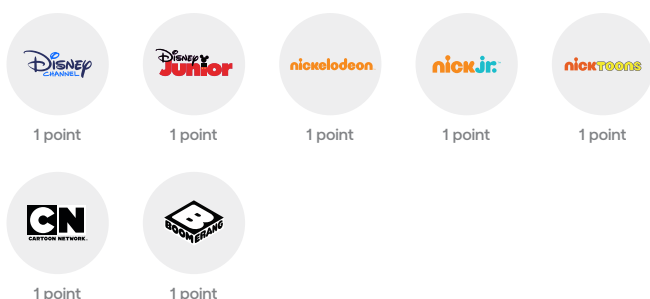 Disney CHANNEL
Disney Junior
nickelodeon
nick jr.
nickTOONS
1 point
1 point
1 point
1 point
1 point
CN CARTOON NETWORK
B BOOMERANG
1 point
1 point